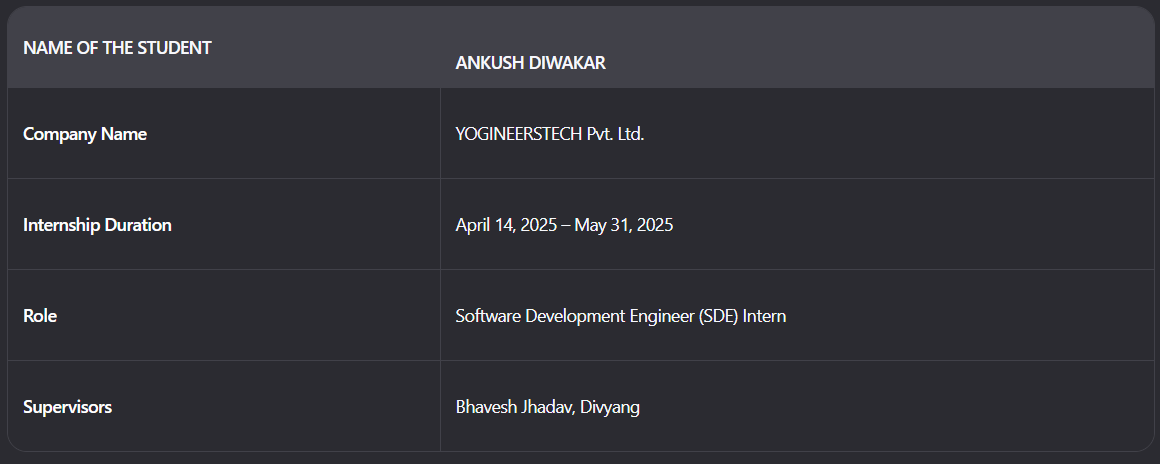 NAME OF THE STUDENT
ANKUSH DIWAKAR
Company Name
YOGINEERSTECH Pvt. Ltd.
Internship Duration
April 14, 2025 – May 31, 2025
Role
Software Development Engineer (SDE) Intern
Supervisors
Bhavesh Jhadav, Divyang